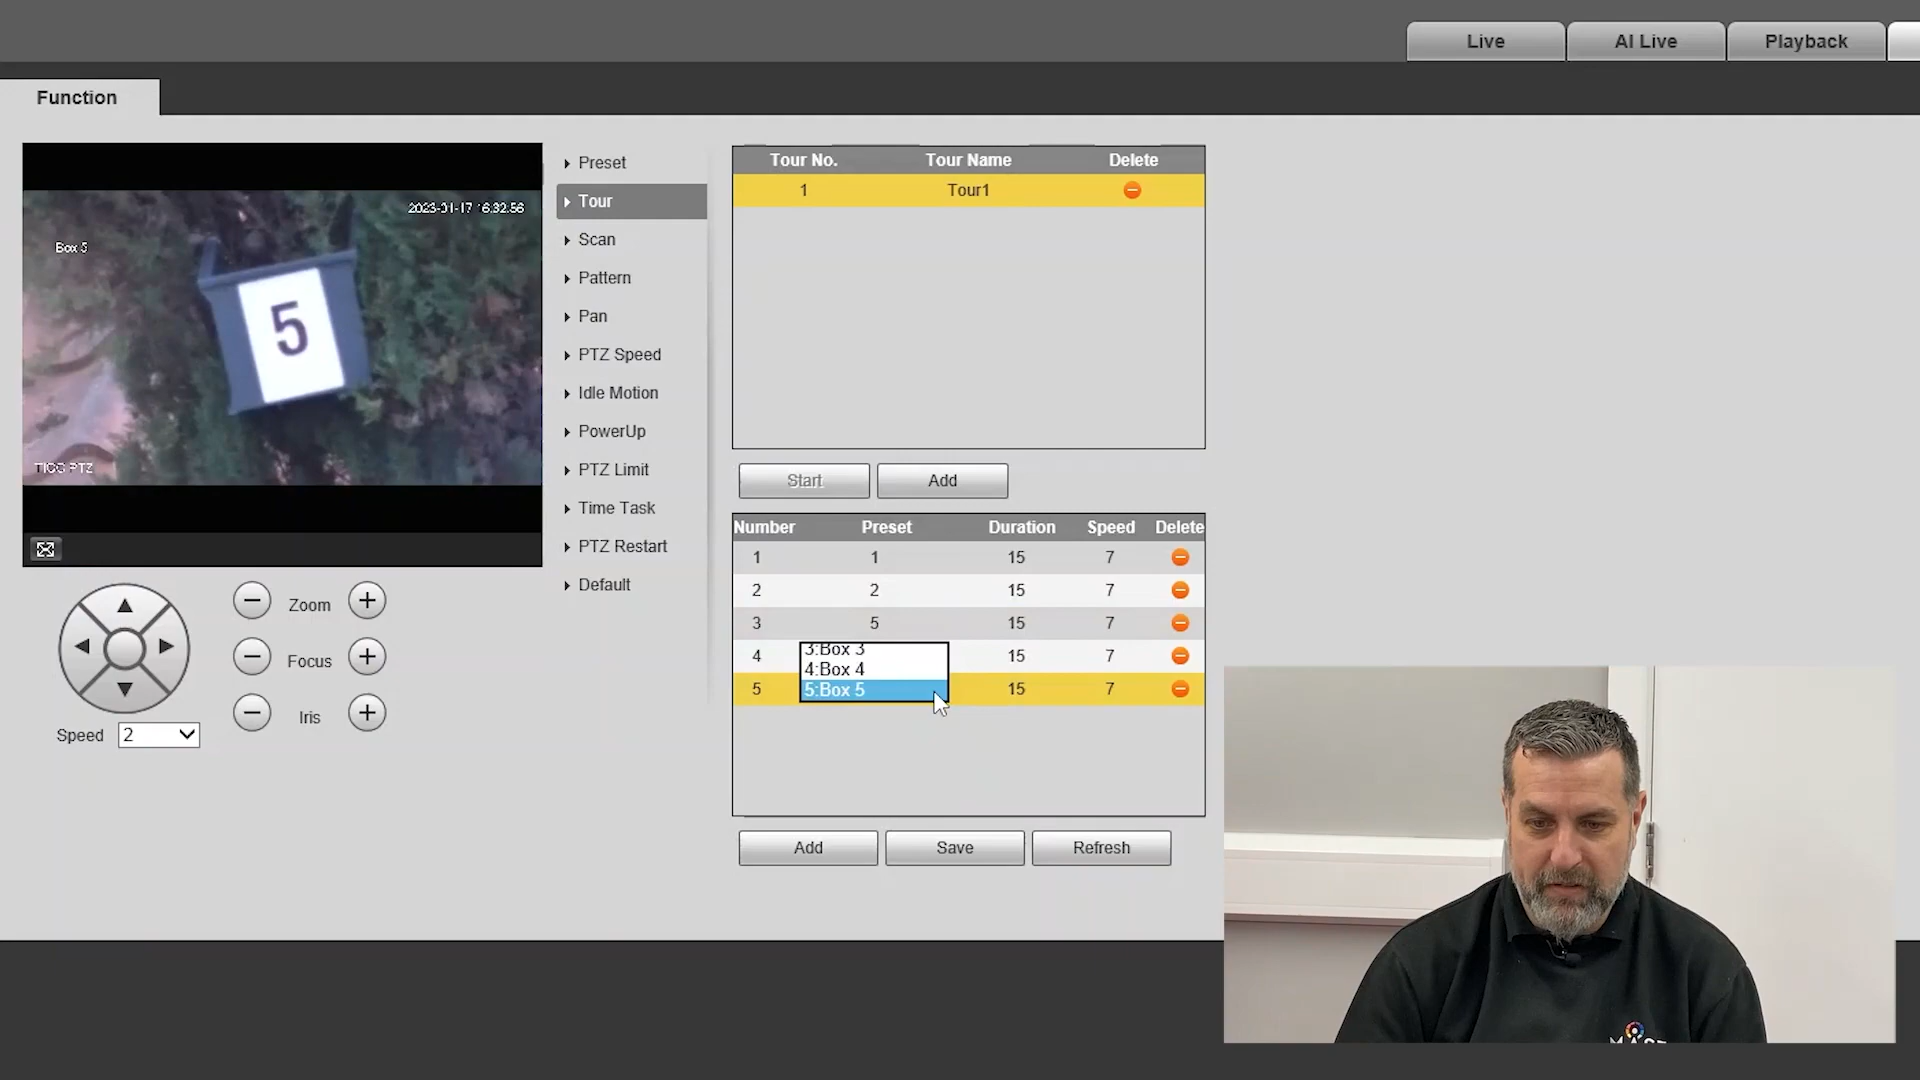 Live AI Live Playback
Function
2023-01-17 16:32:56
Box 5
5
TIOC PTZ
Preset
Tour
Scan
Pattern
Pan
PTZ Speed
Idle Motion
PowerUp
PTZ Limit
Time Task
PTZ Restart
Default
Tour No. Tour Name Delete
1 Tour1
Start Add
Number Preset Duration Speed Delete
1 1 15 7
2 2 15 7
3 5 15 7
4 15 7
5 15 7
3:Box 3
4:Box 4
5:Box 5
Add Save Refresh
Zoom
Focus
Iris
Speed 2